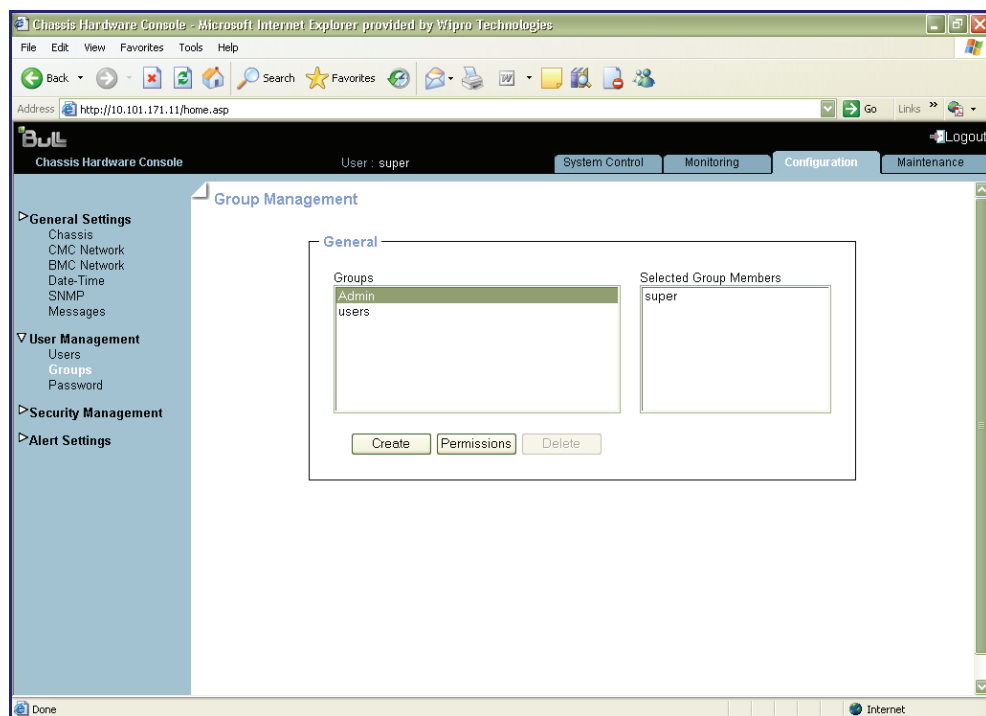 Chassis Hardware Console - Microsoft Internet Explorer provided by Wipro Technologies
File Edit View Favorites Tools Help
Back Search Favorites
Address http://10.101.171.11/home.asp Go Links »
Bull Logout
Chassis Hardware Console User : super System Control Monitoring Configuration Maintenance
Group Management
General Settings
Chassis
CMC Network
BMC Network
Date-Time
SNMP
Messages
User Management
Users
Groups
Password
Security Management
Alert Settings
General
Groups Selected Group Members
Admin super
users
Create Permissions Delete
Done Internet